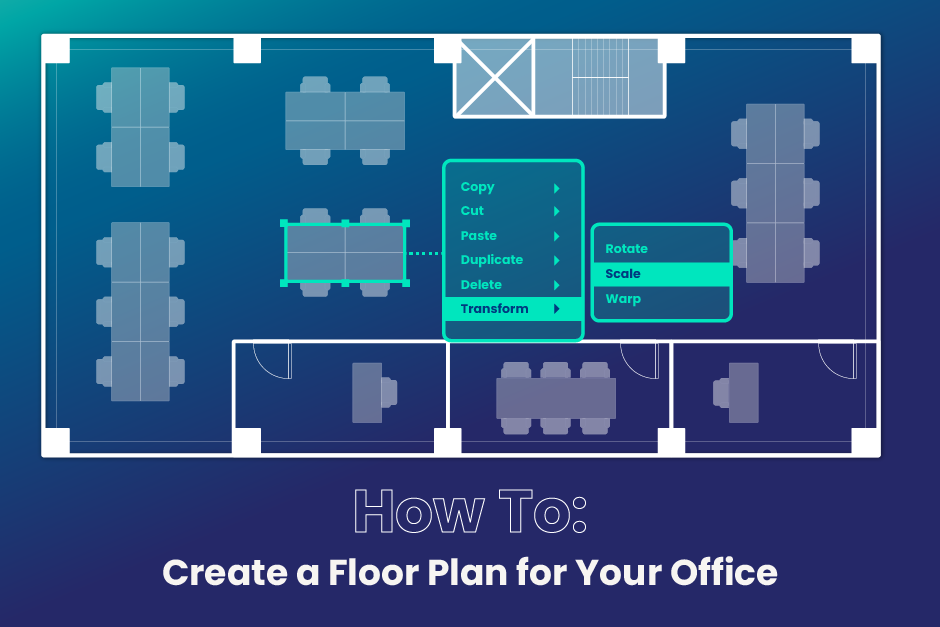 Copy
Cut
Paste
Duplicate
Delete
Transform
Rotate
Scale
Warp
How To:
Create a Floor Plan for Your Office